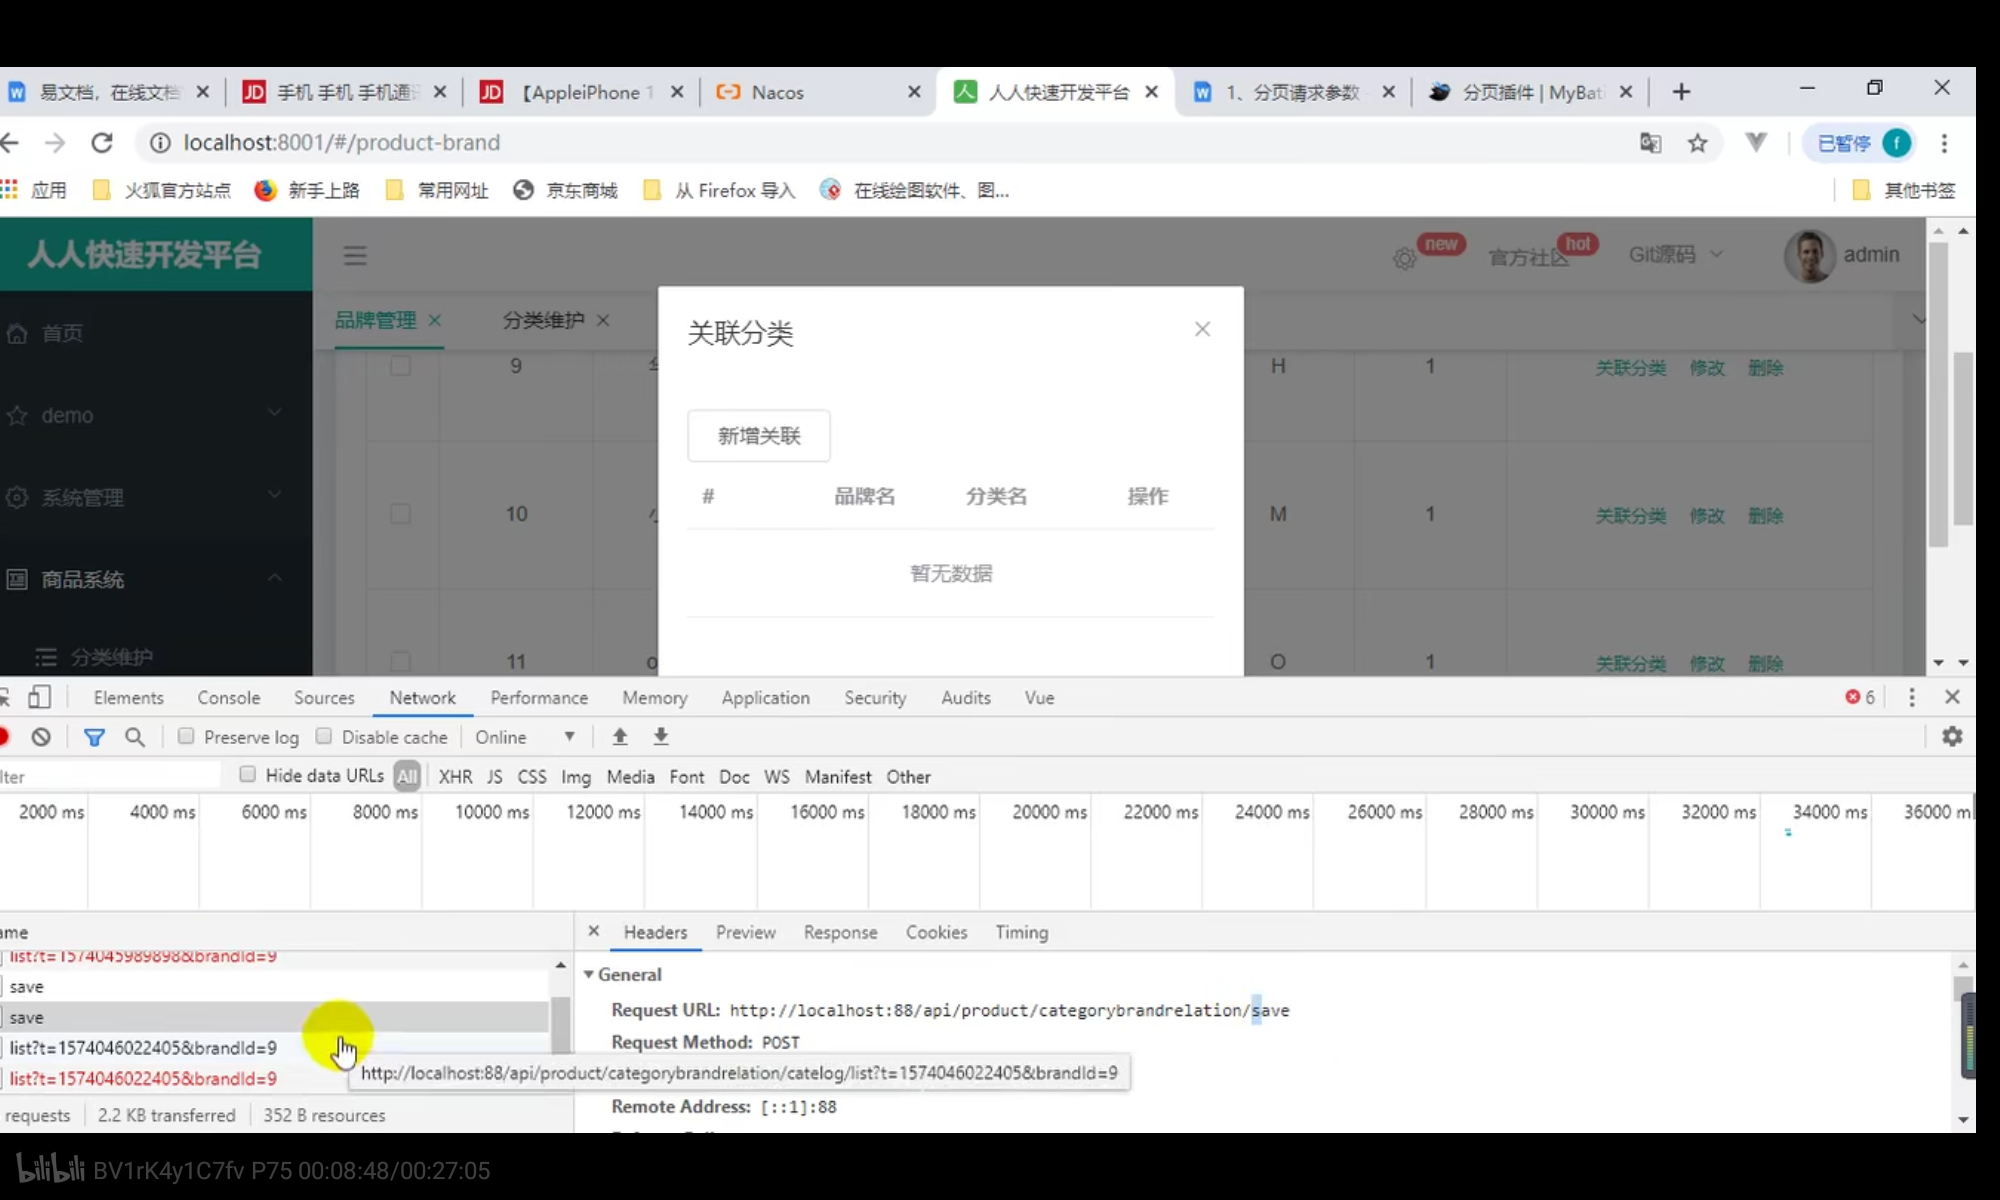 易文档，在线文档
手机 手机 手机通讯
【AppleiPhone 1
Nacos
人人快速开发平台
1、分页请求参数
分页插件 | MyBati
localhost:8001/#/product-brand
已暂停
f
应用
火狐官方站点
新手上路
常用网址
京东商城
从 Firefox 导入
在线绘图软件、图...
其他书签
人人快速开发平台
new
官方社区
hot
Git源码
admin
首页
品牌管理
分类维护
关联分类
9
H
1
关联分类 修改 删除
demo
新增关联
系统管理
# 品牌名 分类名 操作
10
M
1
关联分类 修改 删除
商品系统
暂无数据
分类维护
11
O
1
关联分类 修改 删除
Elements Console Sources Network Performance Memory Application Security Audits Vue
6
Preserve log Disable cache Online
lter
Hide data URLs All XHR JS CSS Img Media Font Doc WS Manifest Other
2000 ms 4000 ms 6000 ms 8000 ms 10000 ms 12000 ms 14000 ms 16000 ms 18000 ms 20000 ms 22000 ms 24000 ms 26000 ms 28000 ms 30000 ms 32000 ms 34000 ms 36000 m
ame
Headers Preview Response Cookies Timing
list?t=1574045989898&brandId=9
General
save
Request URL: http://localhost:88/api/product/categorybrandrelation/save
save
Request Method: POST
list?t=1574046022405&brandId=9
http://localhost:88/api/product/categorybrandrelation/catelog/list?t=1574046022405&brandId=9
list?t=1574046022405&brandId=9
Remote Address: [::1]:88
requests 2.2 KB transferred 352 B resources
bilibili BV1rK4y1C7fv P75 00:08:48/00:27:05